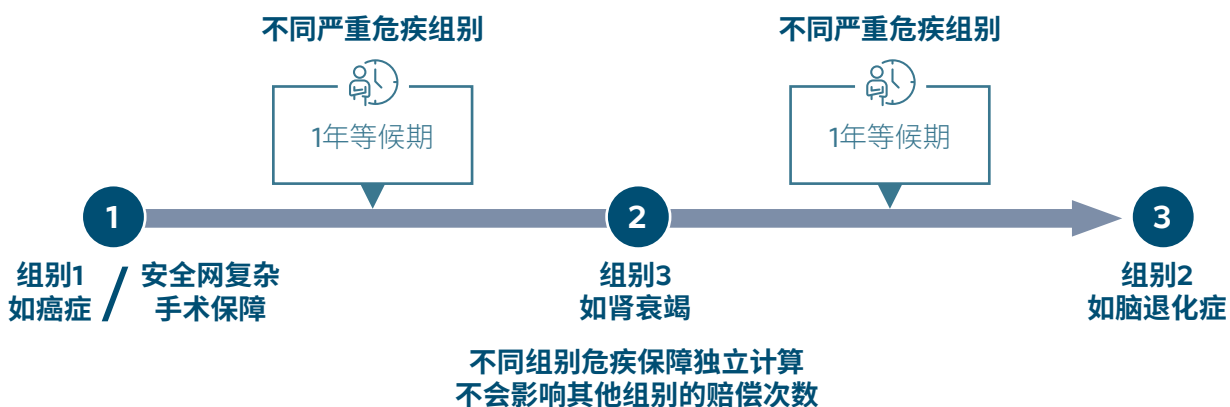 不同严重危疾组别
不同严重危疾组别
1年等候期
1年等候期
1
2
3
组别1
如癌症
/
安全网复杂
手术保障
组别3
如肾衰竭
组别2
如脑退化症
不同组别危疾保障独立计算
不会影响其他组别的赔偿次数